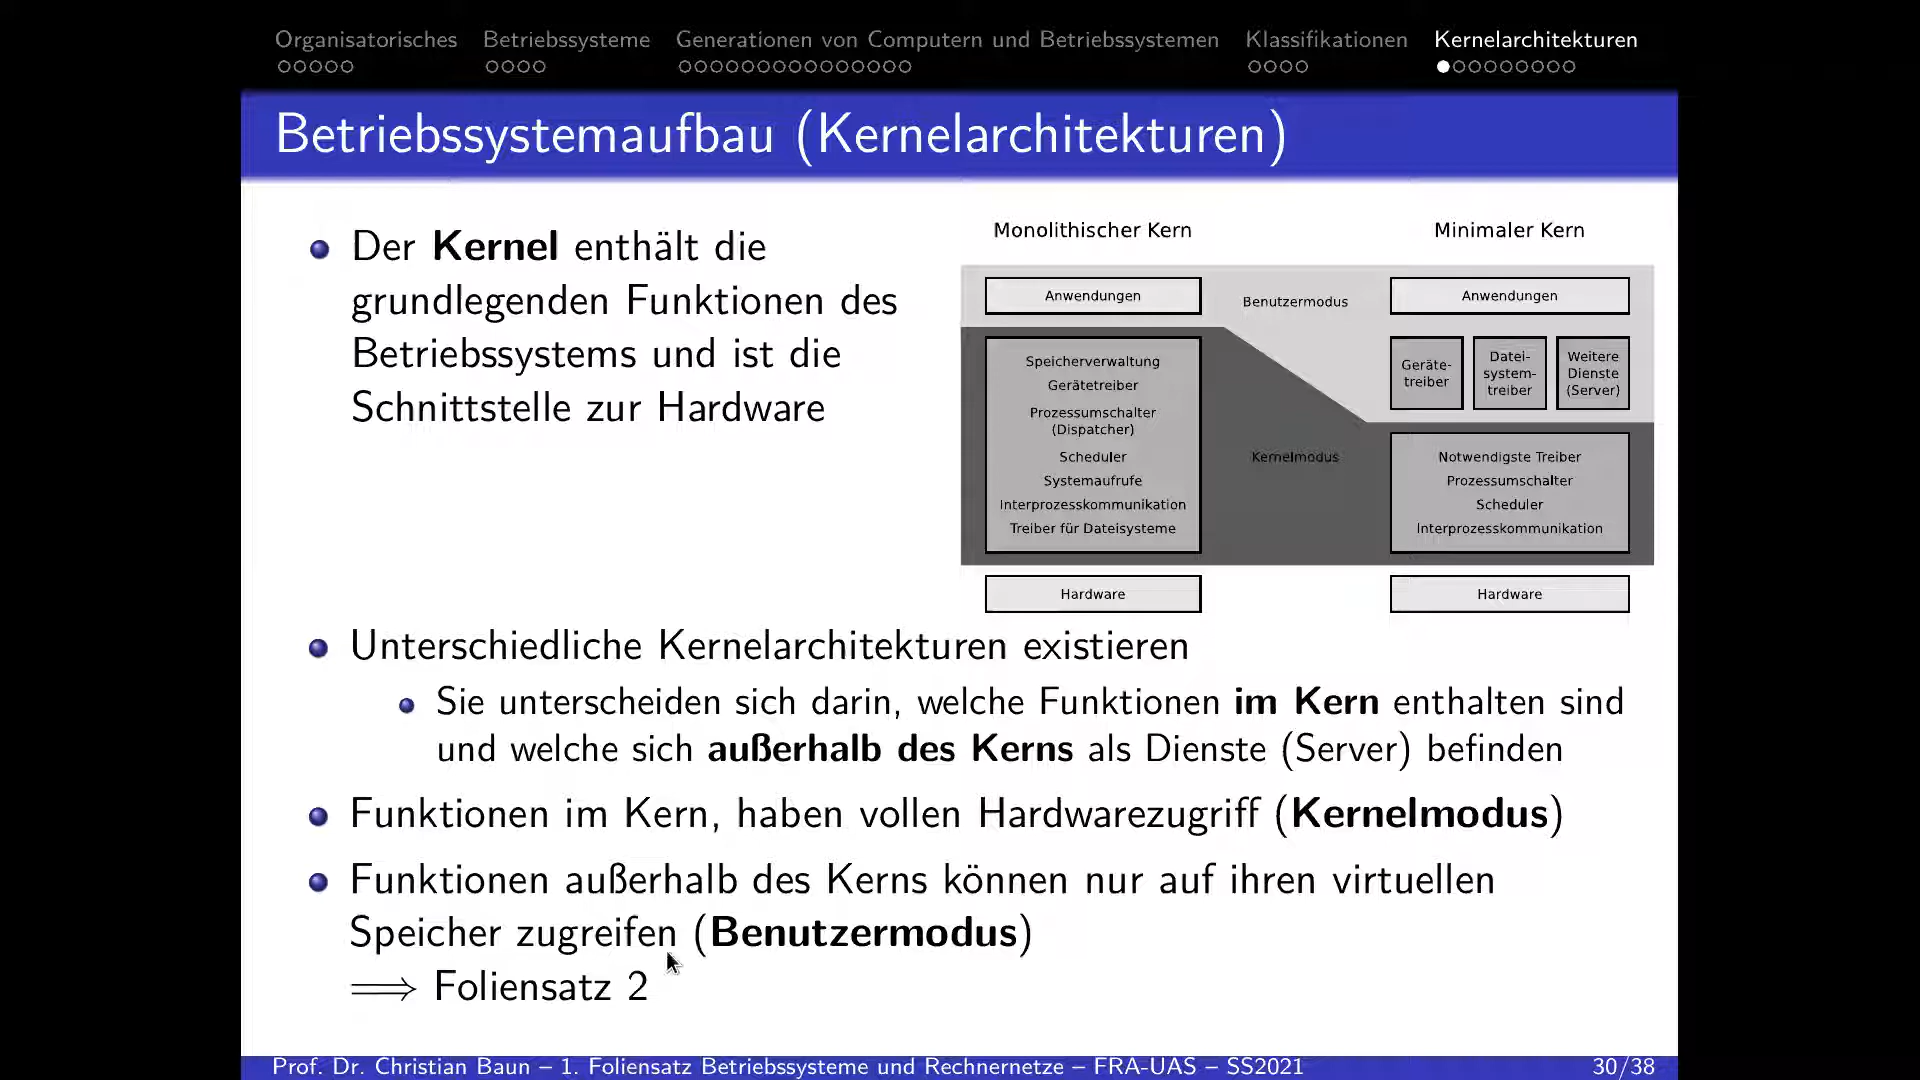 Organisatorisches Betriebssysteme Generationen von Computern und Betriebssystemen Klassifikationen Kernelarchitekturen
Betriebssystemaufbau (Kernelarchitekturen)
Der Kernel enthält die
grundlegenden Funktionen des
Betriebssystems und ist die
Schnittstelle zur Hardware
Monolithischer Kern
Minimaler Kern
Anwendungen
Benutzermodus
Anwendungen
Speicherverwaltung
Gerätetreiber
Prozessumschalter
(Dispatcher)
Scheduler
Systemaufrufe
Interprozesskommunikation
Treiber für Dateisysteme
Kernelmodus
Geräte-
treiber
Datei-
system-
treiber
Weitere
Dienste
(Server)
Notwendigste Treiber
Prozessumschalter
Scheduler
Interprozesskommunikation
Hardware
Hardware
Unterschiedliche Kernelarchitekturen existieren
Sie unterscheiden sich darin, welche Funktionen im Kern enthalten sind
und welche sich außerhalb des Kerns als Dienste (Server) befinden
Funktionen im Kern, haben vollen Hardwarezugriff (Kernelmodus)
Funktionen außerhalb des Kerns können nur auf ihren virtuellen
Speicher zugreifen (Benutzermodus)
⟹ Foliensatz 2
Prof. Dr. Christian Baun – 1. Foliensatz Betriebssysteme und Rechnernetze – FRA-UAS – SS2021 30/38